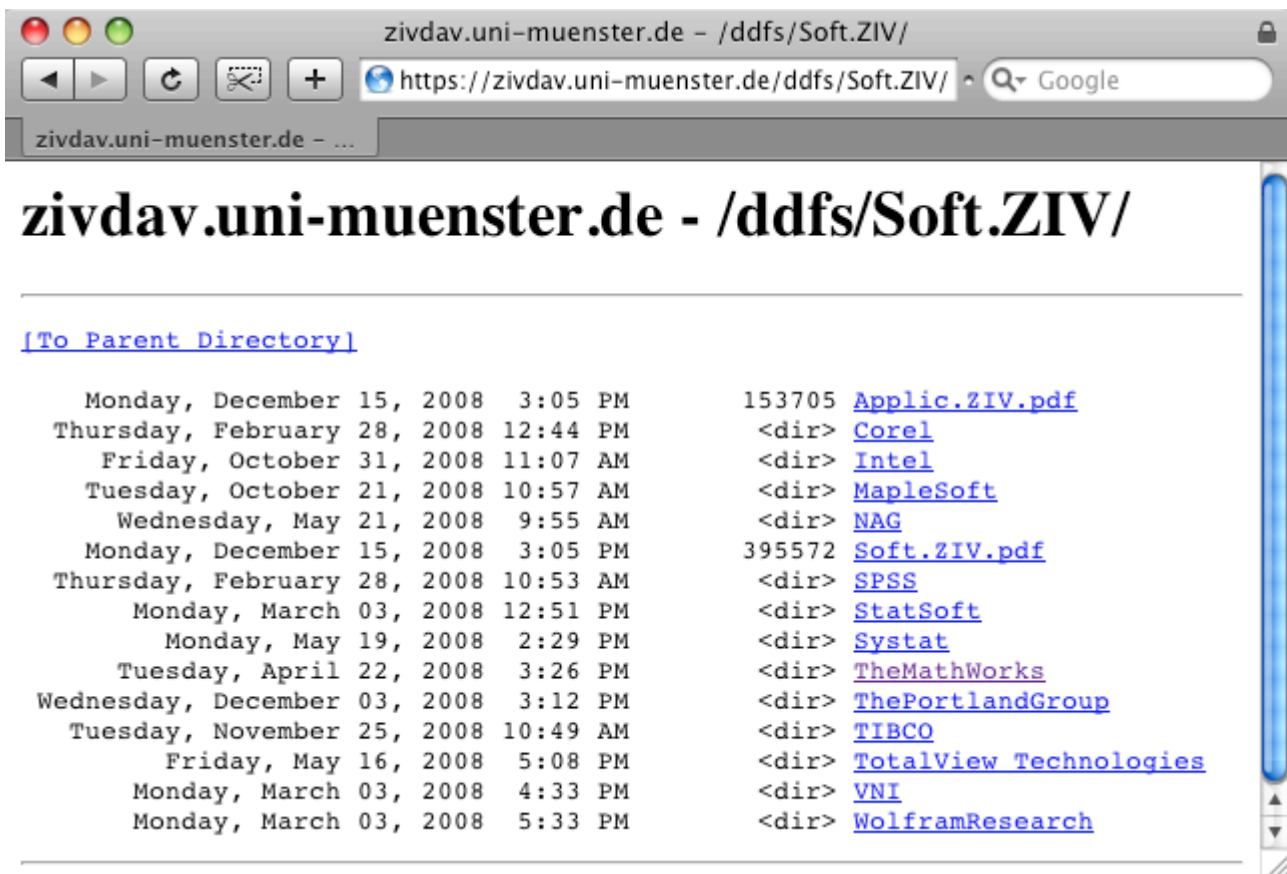 zivdav.uni-muenster.de – /ddfs/Soft.ZIV/
https://zivdav.uni-muenster.de/ddfs/Soft.ZIV/ Google
zivdav.uni-muenster.de – ...
zivdav.uni-muenster.de - /ddfs/Soft.ZIV/
[To Parent Directory]
Monday, December 15, 2008 3:05 PM 153705 Applic.ZIV.pdf
Thursday, February 28, 2008 12:44 PM <dir> Corel
Friday, October 31, 2008 11:07 AM <dir> Intel
Tuesday, October 21, 2008 10:57 AM <dir> MapleSoft
Wednesday, May 21, 2008 9:55 AM <dir> NAG
Monday, December 15, 2008 3:05 PM 395572 Soft.ZIV.pdf
Thursday, February 28, 2008 10:53 AM <dir> SPSS
Monday, March 03, 2008 12:51 PM <dir> StatSoft
Monday, May 19, 2008 2:29 PM <dir> Systat
Tuesday, April 22, 2008 3:26 PM <dir> TheMathWorks
Wednesday, December 03, 2008 3:12 PM <dir> ThePortlandGroup
Tuesday, November 25, 2008 10:49 AM <dir> TIBCO
Friday, May 16, 2008 5:08 PM <dir> TotalView Technologies
Monday, March 03, 2008 4:33 PM <dir> VNI
Monday, March 03, 2008 5:33 PM <dir> WolframResearch